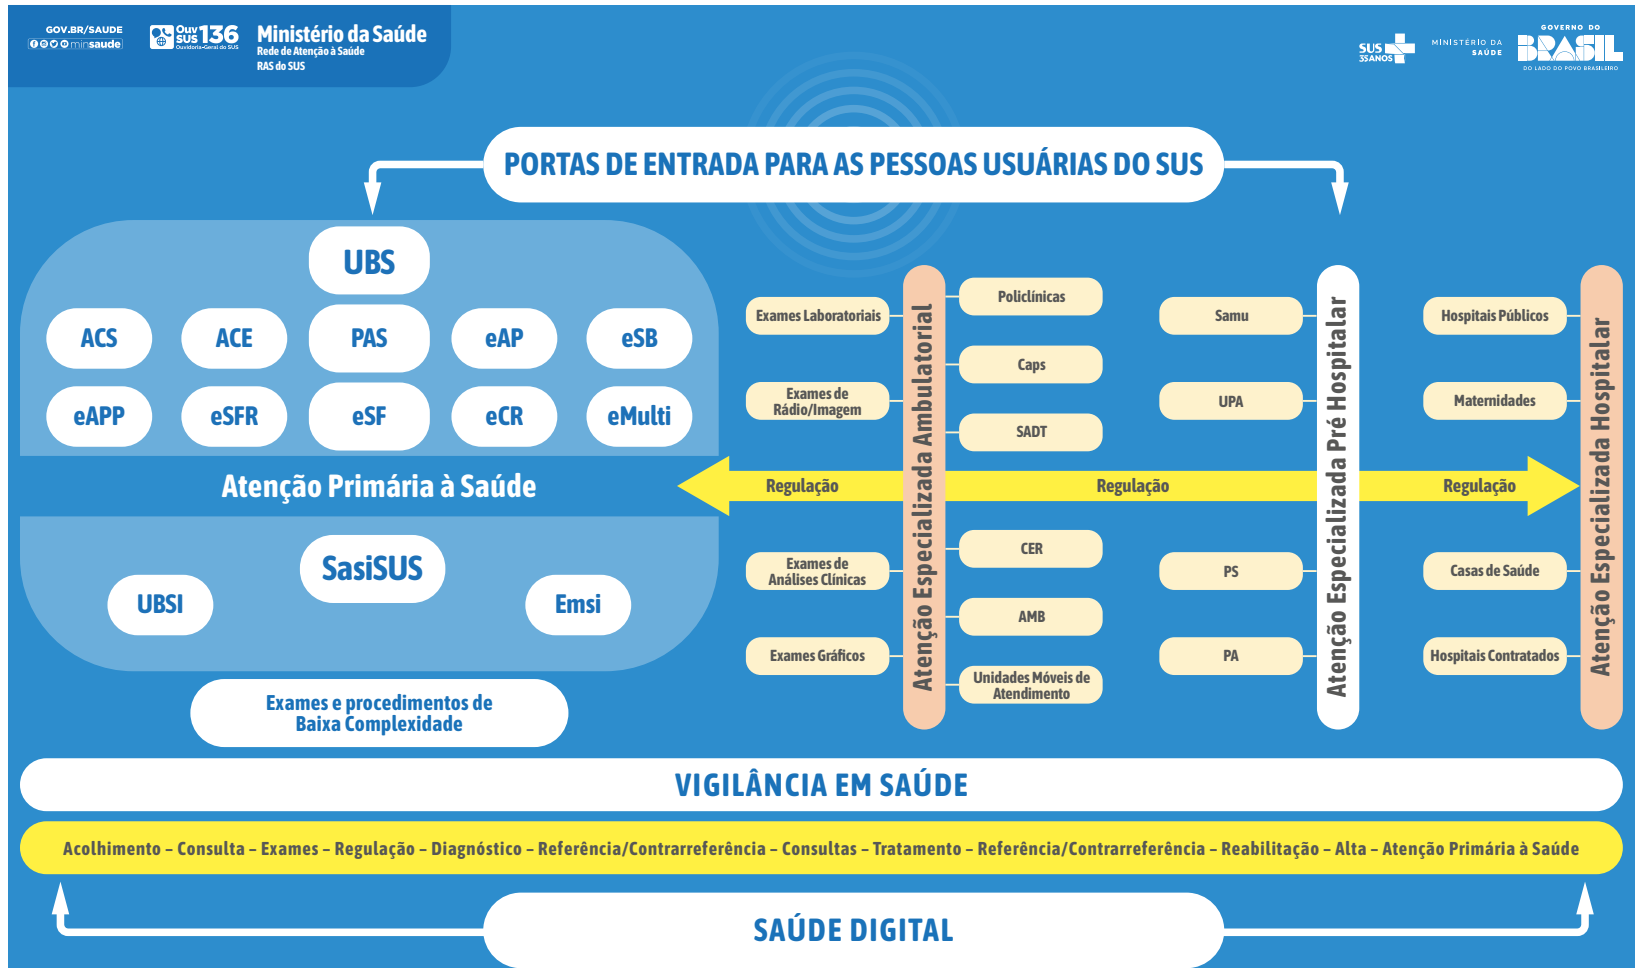 GOV.BR/SAUDE
minsaude
Ouv
SUS 136
Ouvidoria-Geral do SUS
Ministério da Saúde
Rede de Atenção à Saúde
RAS do SUS
SUS
35 ANOS
MINISTÉRIO DA
SAÚDE
GOVERNO DO
BRASIL
DO LADO DO POVO BRASILEIRO
PORTAS DE ENTRADA PARA AS PESSOAS USUÁRIAS DO SUS
UBS
ACS
ACE
PAS
eAP
eSB
eAPP
eSFR
eSF
eCR
eMulti
Atenção Primária à Saúde
SasiSUS
UBSI
Emsi
Exames e procedimentos de
Baixa Complexidade
Exames Laboratoriais
Exames de
Rádio/Imagem
Regulação
Exames de
Análises Clínicas
Exames Gráficos
Atenção Especializada Ambulatorial
Policlínicas
Caps
SADT
Regulação
CER
AMB
Unidades Móveis de
Atendimento
Samu
UPA
PS
PA
Atenção Especializada Pré Hospitalar
Hospitais Públicos
Maternidades
Regulação
Casas de Saúde
Hospitais Contratados
Atenção Especializada Hospitalar
VIGILÂNCIA EM SAÚDE
Acolhimento – Consulta – Exames – Regulação – Diagnóstico – Referência/Contrarreferência – Consultas – Tratamento – Referência/Contrarreferência – Reabilitação – Alta – Atenção Primária à Saúde
SAÚDE DIGITAL